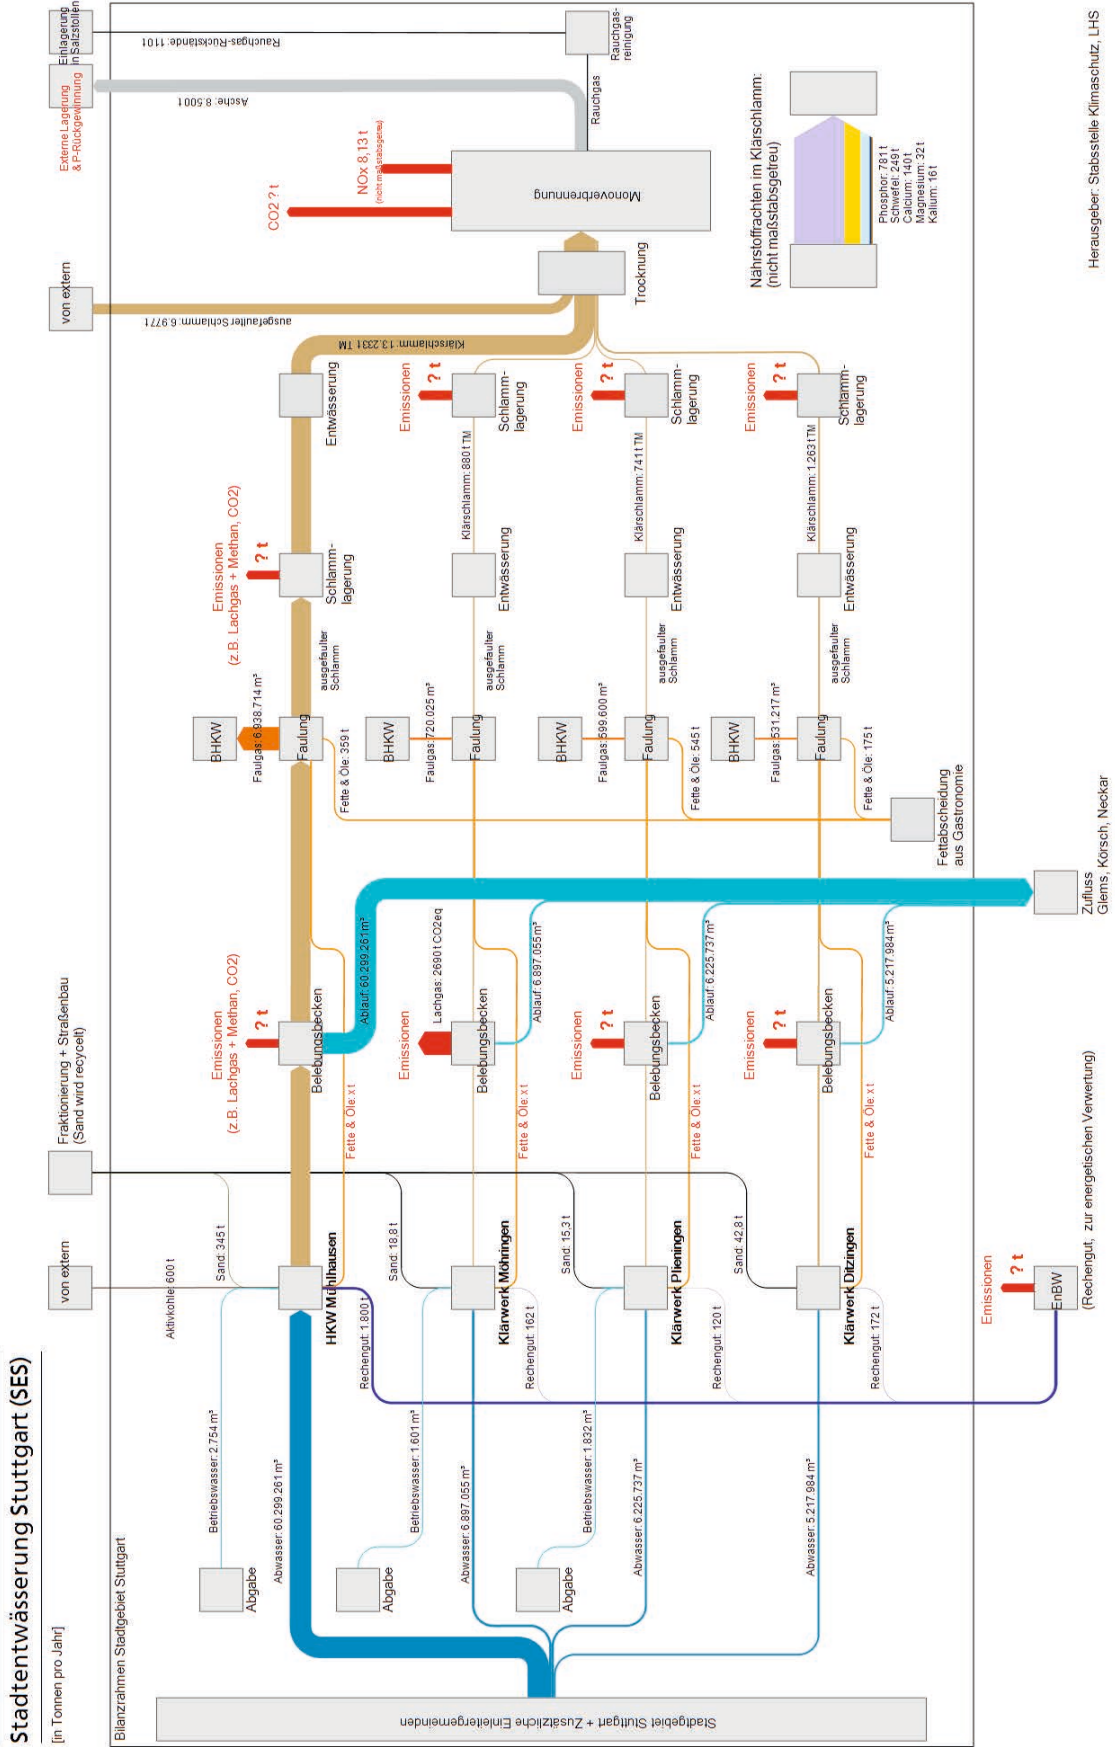 Stadtentwässerung Stuttgart (SES)
[in Tonnen pro Jahr]
Bilanzrahmen Stadtgebiet Stuttgart
Stadtgebiet Stuttgart + Zusätzliche Einleitergemeinden
Abgabe
Betriebswasser: 2.754 m³
Abwasser: 60.299.261 m³
Abgabe
Betriebswasser: 1.601 m³
Abwasser: 6.897.055 m³
Abgabe
Betriebswasser: 1.832 m³
Abwasser: 6.225.737 m³
Abwasser: 5.217.984 m³
von extern
Aktivkohle: 600 t
Fraktionierung + Straßenbau
(Sand wird recycelt)
Sand: 345 t
HKW Mühlhausen
Rechengut: 1.800 t
Sand: 18,8 t
Klärwerk Möhringen
Rechengut: 162 t
Sand: 15,3 t
Klärwerk Plieningen
Rechengut: 120 t
Sand: 42,8 t
Klärwerk Ditzingen
Rechengut: 172 t
Emissionen
? t
EnBW
(Rechengut, zur energetischen Verwertung)
Emissionen
(z.B. Lachgas + Methan, CO2)
? t
Belebungsbecken
Fette & Öle: x t
Ablauf: 60.299.261m³
Emissionen
Lachgas: 2690 t CO2eq
Belebungsbecken
Fette & Öle: x t
Ablauf: 6.897.055 m³
Emissionen
? t
Belebungsbecken
Fette & Öle: x t
Ablauf: 6.225.737 m³
Emissionen
? t
Belebungsbecken
Fette & Öle: x t
Ablauf: 5.217.984 m³
Zufluss
Glems, Körsch, Neckar
BHKW
Faulgas: 6.938.714 m³
Faulung
Fette & Öle: 359 t
ausgefaulter
Schlamm
BHKW
Faulgas: 720.025 m³
Faulung
ausgefaulter
Schlamm
BHKW
Faulgas: 599.600 m³
Faulung
Fette & Öle: 545 t
ausgefaulter
Schlamm
BHKW
Faulgas: 531.217 m³
Faulung
Fette & Öle: 175 t
ausgefaulter
Schlamm
Fettabscheidung
aus Gastronomie
Emissionen
(z.B. Lachgas + Methan, CO2)
? t
Schlamm-
lagerung
Entwässerung
Klärschlamm: 13.233 t TM
Entwässerung
Klärschlamm: 880 t TM
Emissionen
? t
Schlamm-
lagerung
Entwässerung
Klärschlamm: 741 t TM
Emissionen
? t
Schlamm-
lagerung
Entwässerung
Klärschlamm: 1.263 t TM
Emissionen
? t
Schlamm-
lagerung
von extern
ausgefaulter Schlamm: 6.977 t
Trocknung
CO2 ? t
NOx 8,13 t
(nicht maßstabsgetreu)
Monoverbrennung
Externe Lagerung
& P-Rückgewinnung
Asche: 8.500 t
Einlagerung
in Salzstollen
Rauchgas-Rückstände: 110 t
Rauchgas
Rauchgas-
reinigung
Nährstofffrachten im Klärschlamm:
(nicht maßstabsgetreu)
Phosphor: 781 t
Schwefel: 249 t
Calcium: 140 t
Magnesium: 32 t
Kalium: 16 t
Herausgeber: Stabsstelle Klimaschutz, LHS